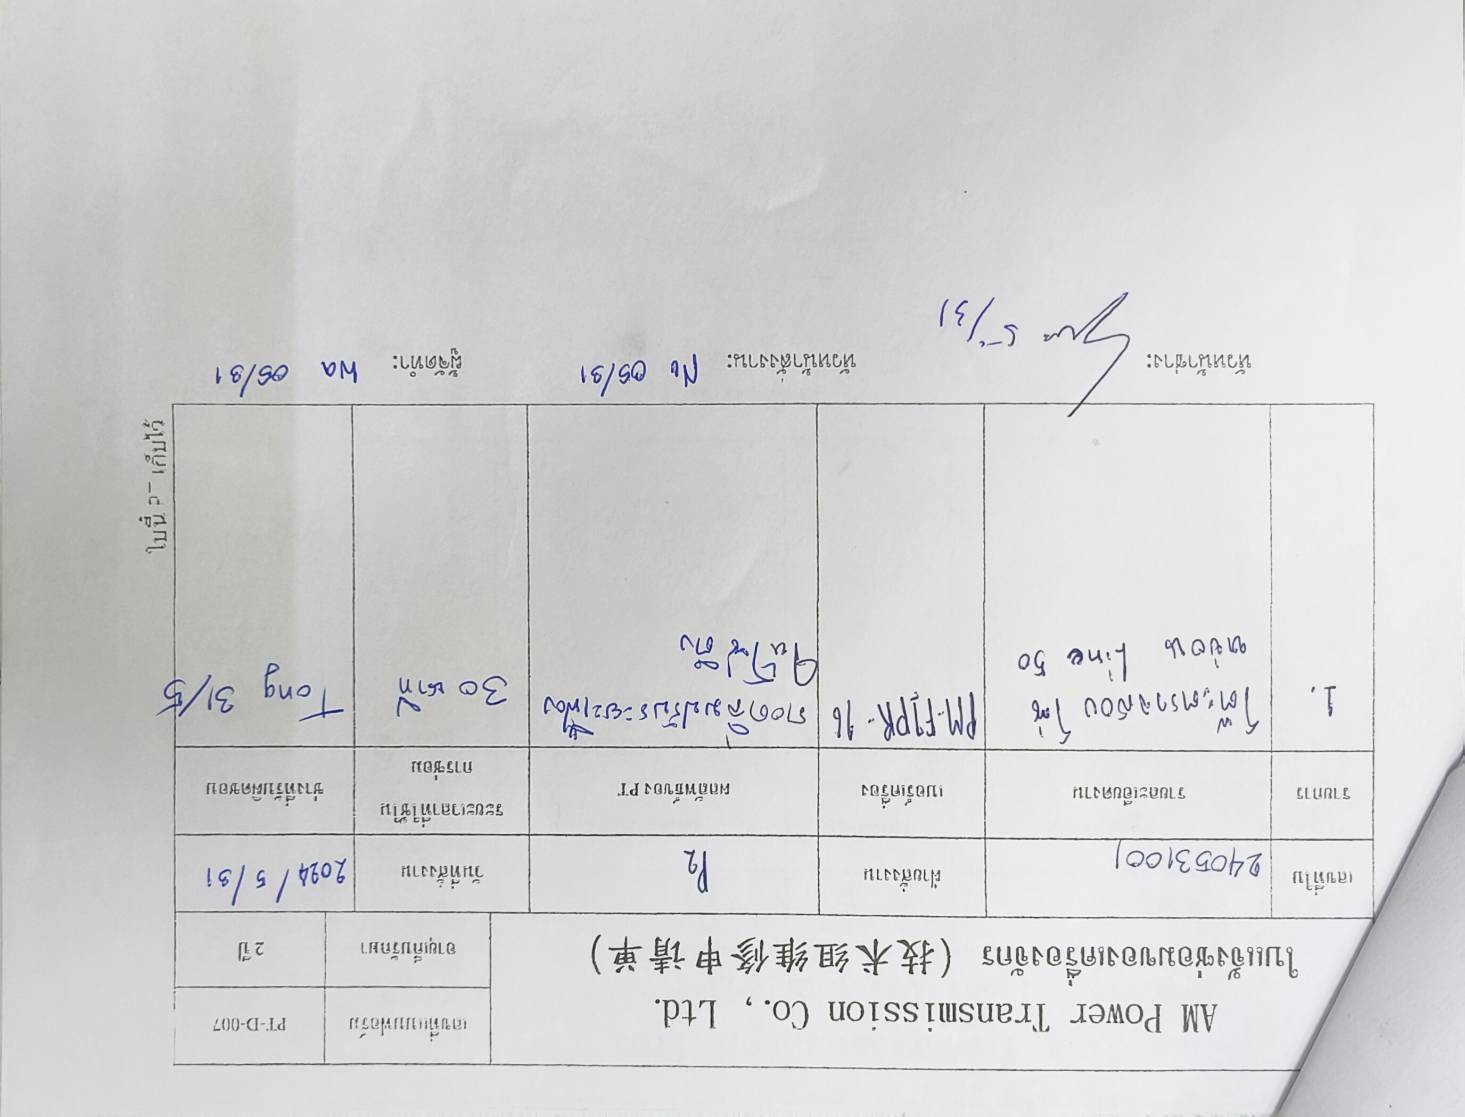 AM Power Transmission Co., Ltd.
ใบแจ้งซ่อมของเครื่องจักร (技术组维修申请单)
เลขที่แบบฟอร์ม PT-D-007
อายุเก็บรักษา 2 ปี
เลขที่ใบ 240531001 ฝ่ายสั่งงาน P2 วันที่สั่งงาน 2024/5/31
รายการ รายละเอียดงาน เบอร์เครื่อง ผลลัพธ์ของ PT ระยะเวลาที่ใช้ใน ช่างที่รับผิดชอบ
การซ่อม
1. โต๊ะตรวจสอบ โซ่ PM-F1PR-16 ถอดลิ่มปรับระยะเฟือง 30 นาที Tong 31/5
หย่อน Line 50 ให้โซ่ตึง
ใบนี้ PT เก็บไว้
หัวหน้าช่าง: 5/31 หัวหน้าสั่งงาน: 05/31 ผู้จัดทำ: wa 05/31